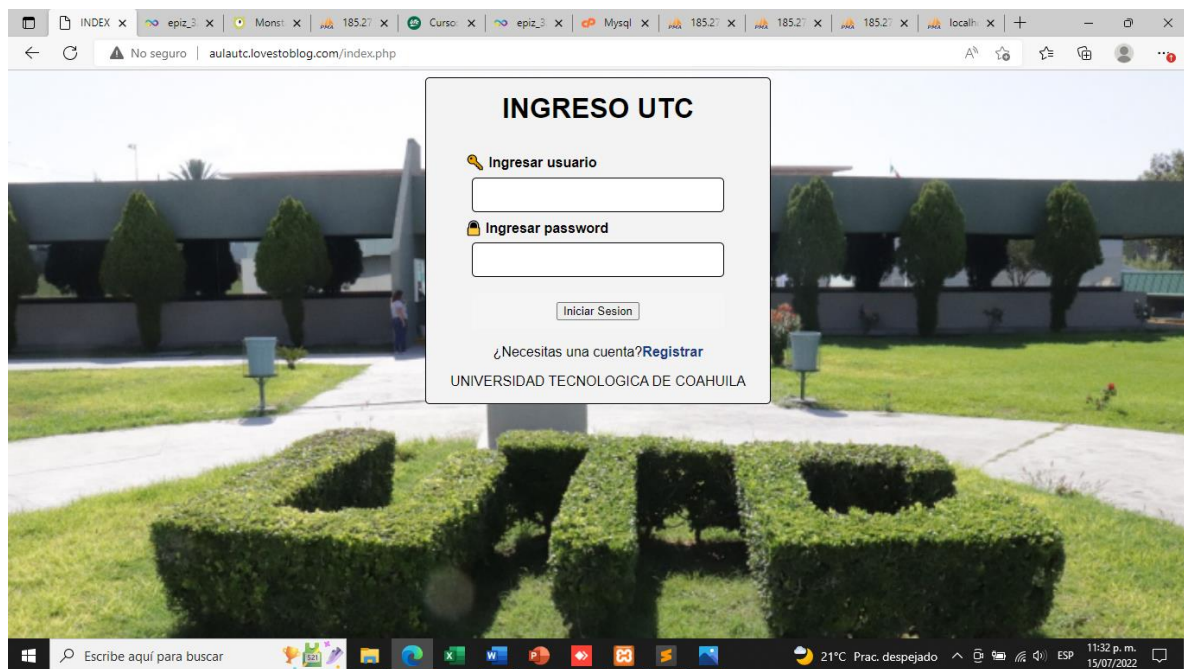 INDEX
epiz_3
Monst
185.27
Curso
epiz_3
Mysql
185.27
185.27
185.27
localh
No seguro | aulautc.lovestoblog.com/index.php
INGRESO UTC
Ingresar usuario
Ingresar password
Iniciar Sesion
¿Necesitas una cuenta?Registrar
UNIVERSIDAD TECNOLOGICA DE COAHUILA
UTC
Escribe aquí para buscar
21°C Prac. despejado
ESP
11:32 p. m.
15/07/2022